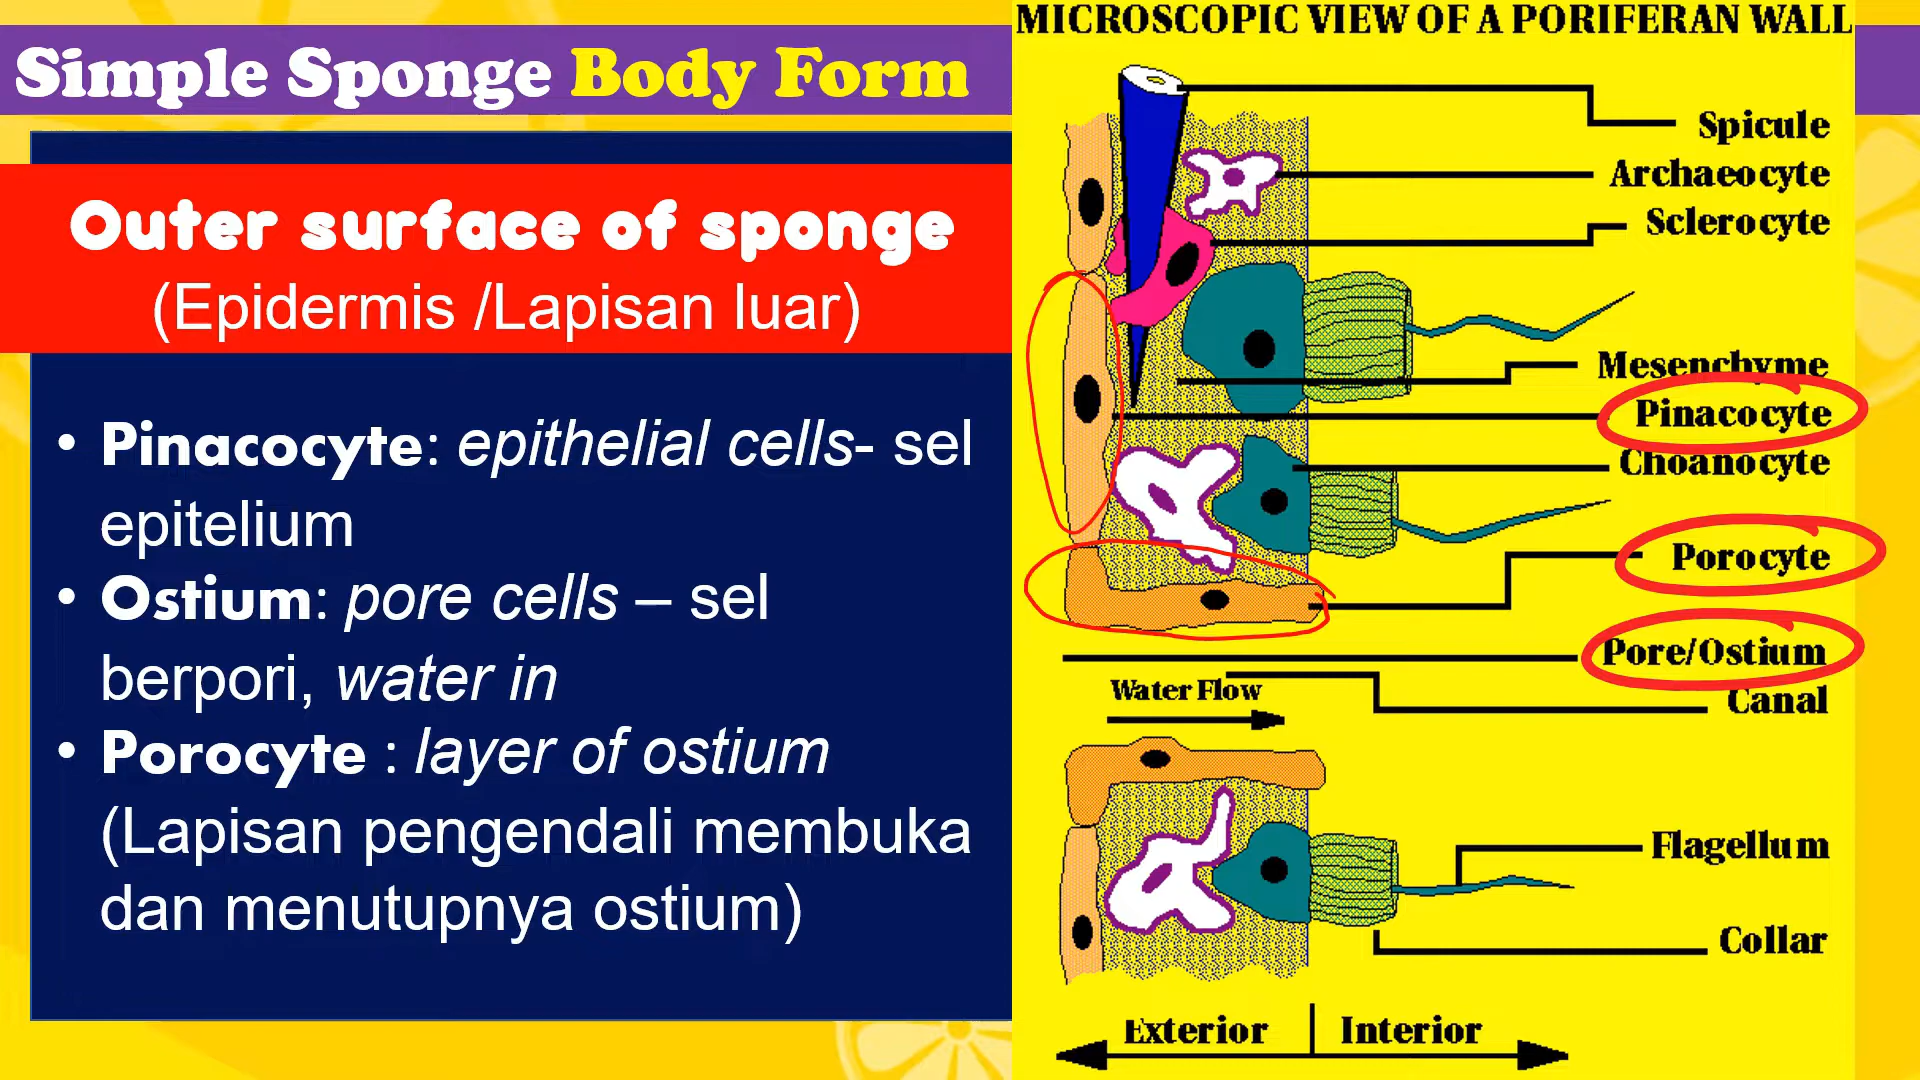 Simple Sponge Body Form
Outer surface of sponge
(Epidermis /Lapisan luar)
• Pinacocyte: epithelial cells- sel
epitelium
• Ostium: pore cells – sel
berpori, water in
• Porocyte : layer of ostium
(Lapisan pengendali membuka
dan menutupnya ostium)
MICROSCOPIC VIEW OF A PORIFERAN WALL
Spicule
Archaeocyte
Sclerocyte
Mesenchyme
Pinacocyte
Choanocyte
Porocyte
Pore/Ostium
Water Flow
Canal
Flagellum
Collar
Exterior Interior